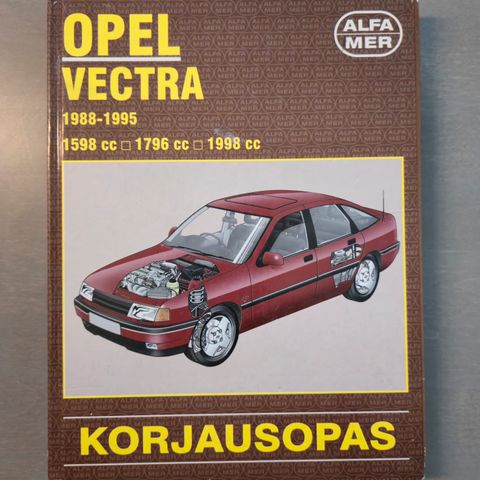 OPEL
VECTRA
ALFA
MER
1988-1995
1598 cc □ 1796 cc □ 1998 cc
KORJAUSOPAS